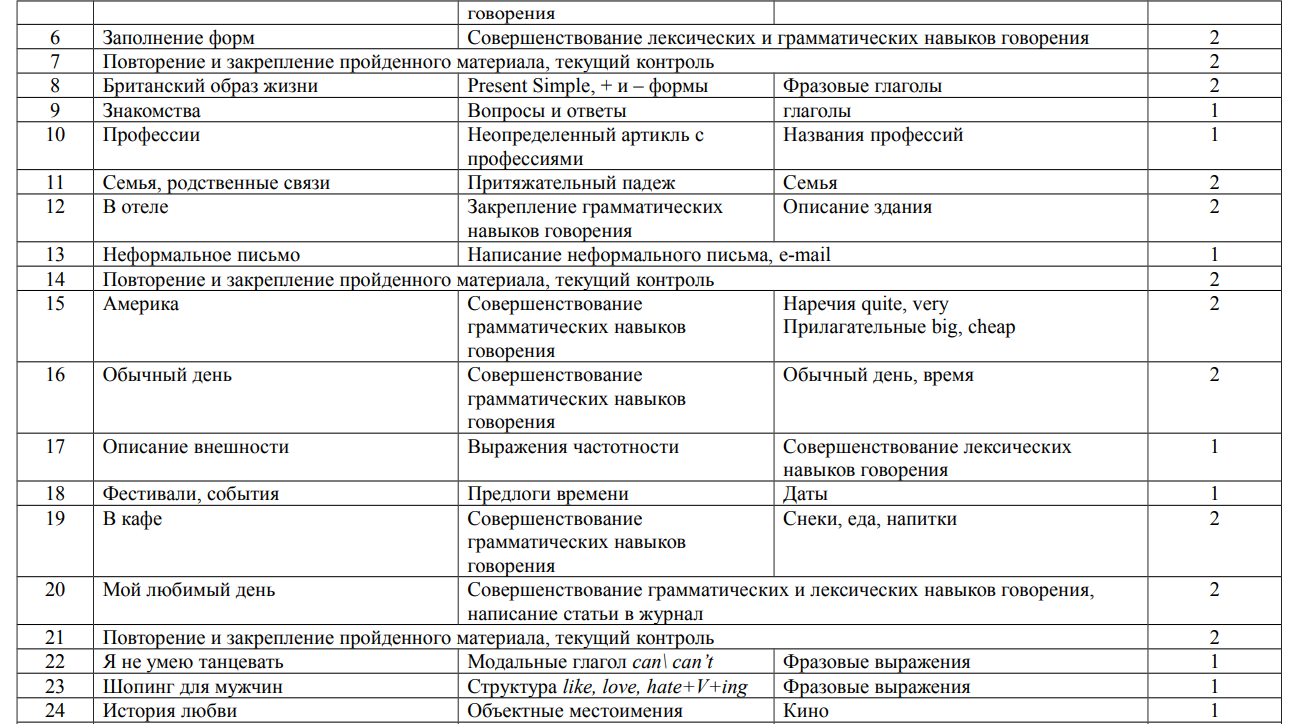 говорения
6 Заполнение форм Совершенствование лексических и грамматических навыков говорения 2
7 Повторение и закрепление пройденного материала, текущий контроль 2
8 Британский образ жизни Present Simple, + и – формы Фразовые глаголы 2
9 Знакомства Вопросы и ответы глаголы 1
10 Профессии Неопределенный артикль с Названия профессий 1
профессиями
11 Семья, родственные связи Притяжательный падеж Семья 2
12 В отеле Закрепление грамматических Описание здания 2
навыков говорения
13 Неформальное письмо Написание неформального письма, e-mail 1
14 Повторение и закрепление пройденного материала, текущий контроль 2
15 Америка Совершенствование Наречия quite, very 2
грамматических навыков Прилагательные big, cheap
говорения
16 Обычный день Совершенствование Обычный день, время 2
грамматических навыков
говорения
17 Описание внешности Выражения частотности Совершенствование лексических 1
навыков говорения
18 Фестивали, события Предлоги времени Даты 1
19 В кафе Совершенствование Снеки, еда, напитки 2
грамматических навыков
говорения
20 Мой любимый день Совершенствование грамматических и лексических навыков говорения, 2
написание статьи в журнал
21 Повторение и закрепление пройденного материала, текущий контроль 2
22 Я не умею танцевать Модальные глагол can\ can’t Фразовые выражения 1
23 Шопинг для мужчин Структура like, love, hate+V+ing Фразовые выражения 1
24 История любви Объектные местоимения Кино 1